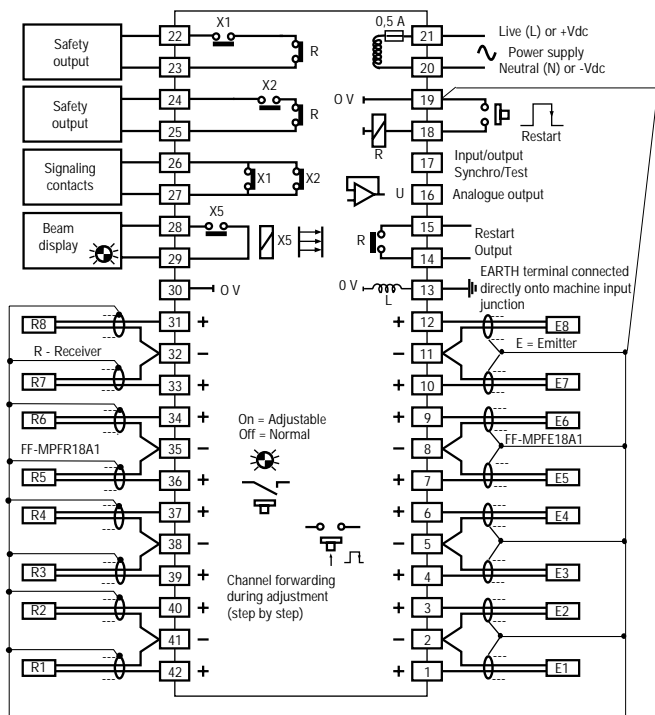 22 X1 0,5 A 21 Live (L) or +Vdc
Safety
output
R
Power supply
23 20 Neutral (N) or -Vdc
24 X2 0 V 19
Safety
output
R
25 18
R
Restart
26 17 Input/output
Synchro/Test
Signaling
contacts
X1 X2
27 U 16 Analogue output
28 X5 15
Beam
display
X5 R
Restart
Output
29 14
30 0 V 0 V 13 EARTH terminal connected
directly onto machine input
junction
L
R8 31 + + 12 E8
R - Receiver 32 – – 11 E = Emitter
R7 33 + + 10 E7
R6 34 + + 9 E6
On = Adjustable
Off = Normal
FF-MPFR18A1 35 – – 8 FF-MPFE18A1
R5 36 + + 7 E5
R4 37 + + 6 E4
38 – – 5
R3 39 + + 4 E3
Channel forwarding
during adjustment
(step by step)
R2 40 + + 3 E2
41 – – 2
R1 42 + + 1 E1